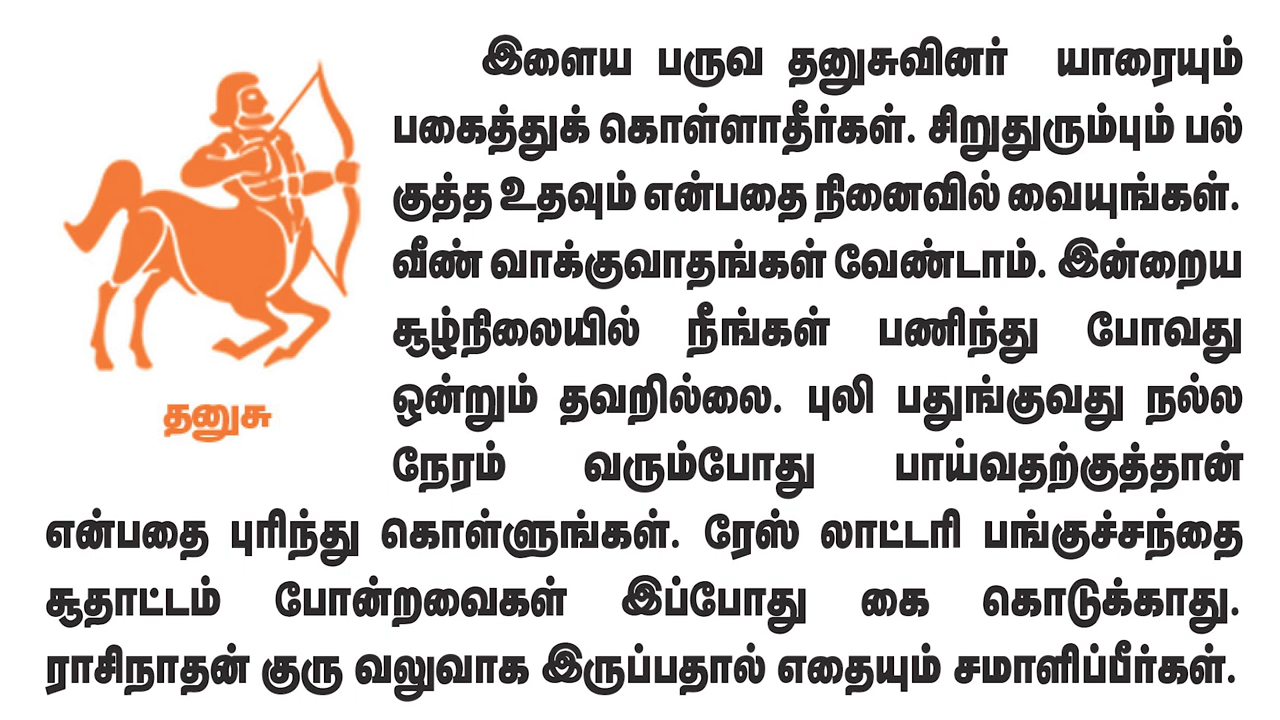 இளைய பருவ தனுசுவினர் யாரையும்
பகைத்துக் கொள்ளாதீர்கள். சிறுதுரும்பும் பல்
குத்த உதவும் என்பதை நினைவில் வையுங்கள்.
வீண் வாக்குவாதங்கள் வேண்டாம். இன்றைய
சூழ்நிலையில் நீங்கள் பணிந்து போவது
ஒன்றும் தவறில்லை. புலி பதுங்குவது நல்ல
நேரம் வரும்போது பாய்வதற்குத்தான்
என்பதை புரிந்து கொள்ளுங்கள். ரேஸ் லாட்டரி பங்குச்சந்தை
சூதாட்டம் போன்றவைகள் இப்போது கை கொடுக்காது.
ராசிநாதன் குரு வலுவாக இருப்பதால் எதையும் சமாளிப்பீர்கள்.
தனுசு